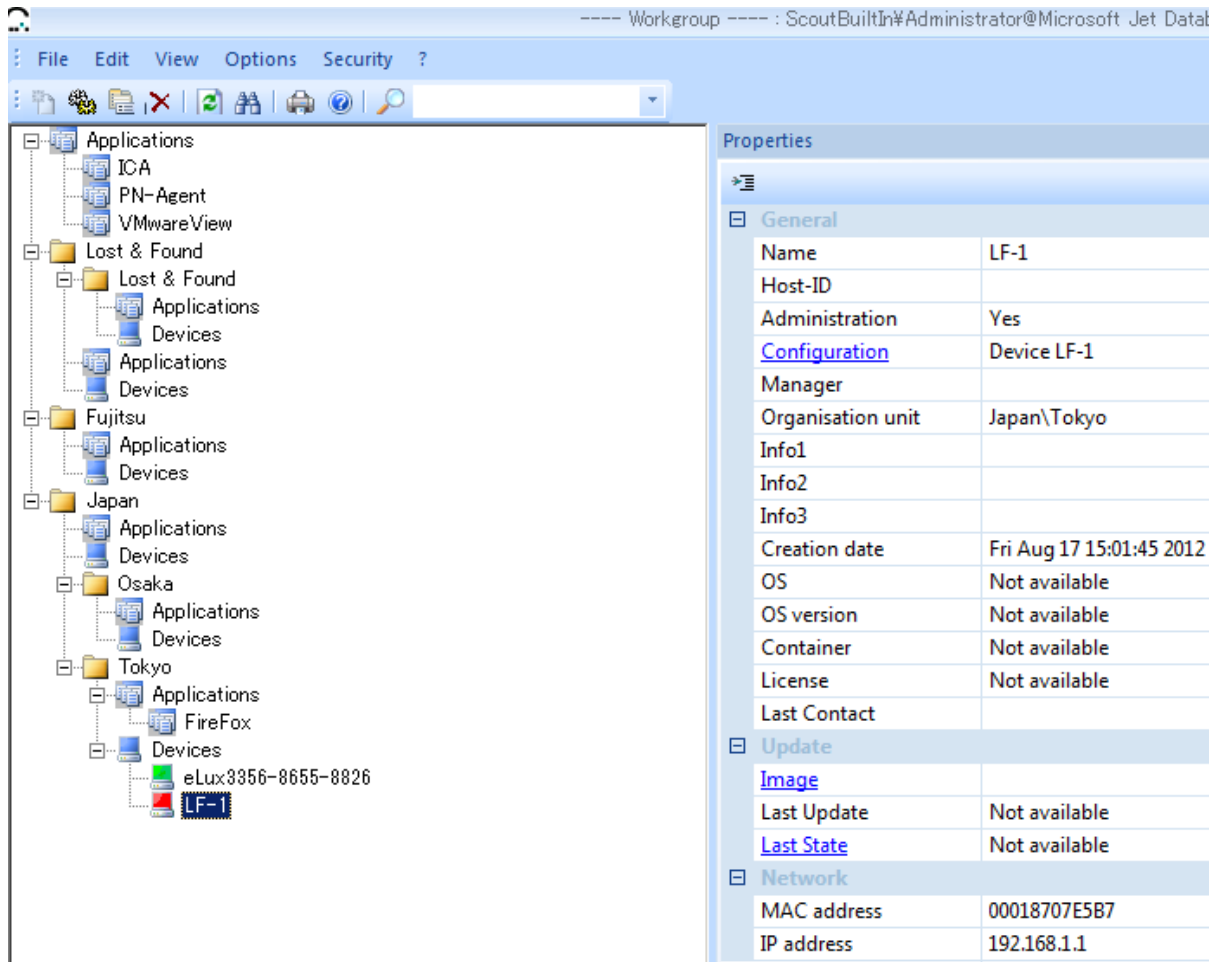 ---- Workgroup ---- : ScoutBuiltIn¥Administrator@Microsoft Jet Datab
File Edit View Options Security ?
Applications
ICA
PN-Agent
VMwareView
Lost & Found
Lost & Found
Applications
Devices
Applications
Devices
Fujitsu
Applications
Devices
Japan
Applications
Devices
Osaka
Applications
Devices
Tokyo
Applications
FireFox
Devices
eLux3356-8655-8826
LF-1
Properties
General
Name LF-1
Host-ID
Administration Yes
Configuration Device LF-1
Manager
Organisation unit Japan\Tokyo
Info1
Info2
Info3
Creation date Fri Aug 17 15:01:45 2012
OS Not available
OS version Not available
Container Not available
License Not available
Last Contact
Update
Image
Last Update Not available
Last State Not available
Network
MAC address 00018707E5B7
IP address 192.168.1.1